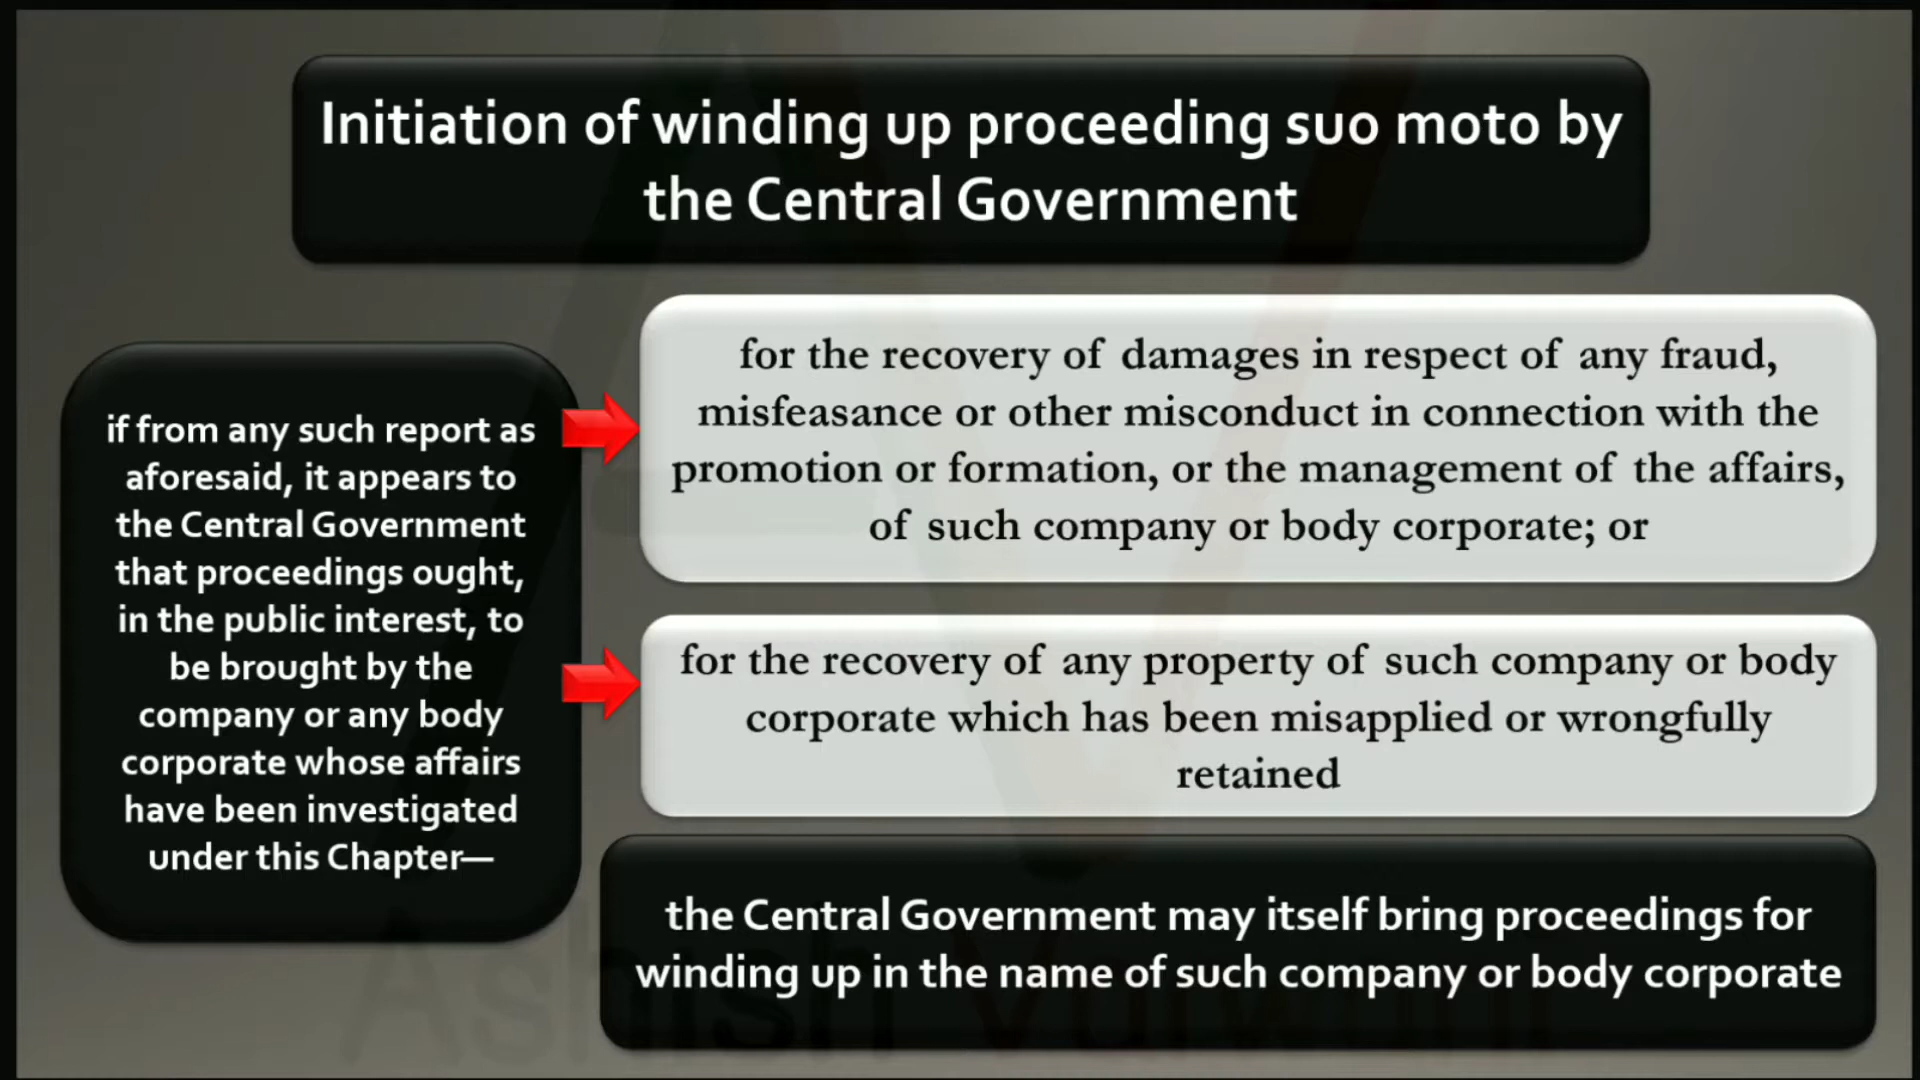 Initiation of winding up proceeding suo moto by
the Central Government
if from any such report as
aforesaid, it appears to
the Central Government
that proceedings ought,
in the public interest, to
be brought by the
company or any body
corporate whose affairs
have been investigated
under this Chapter—
for the recovery of damages in respect of any fraud,
misfeasance or other misconduct in connection with the
promotion or formation, or the management of the affairs,
of such company or body corporate; or
for the recovery of any property of such company or body
corporate which has been misapplied or wrongfully
retained
the Central Government may itself bring proceedings for
winding up in the name of such company or body corporate
Ashish